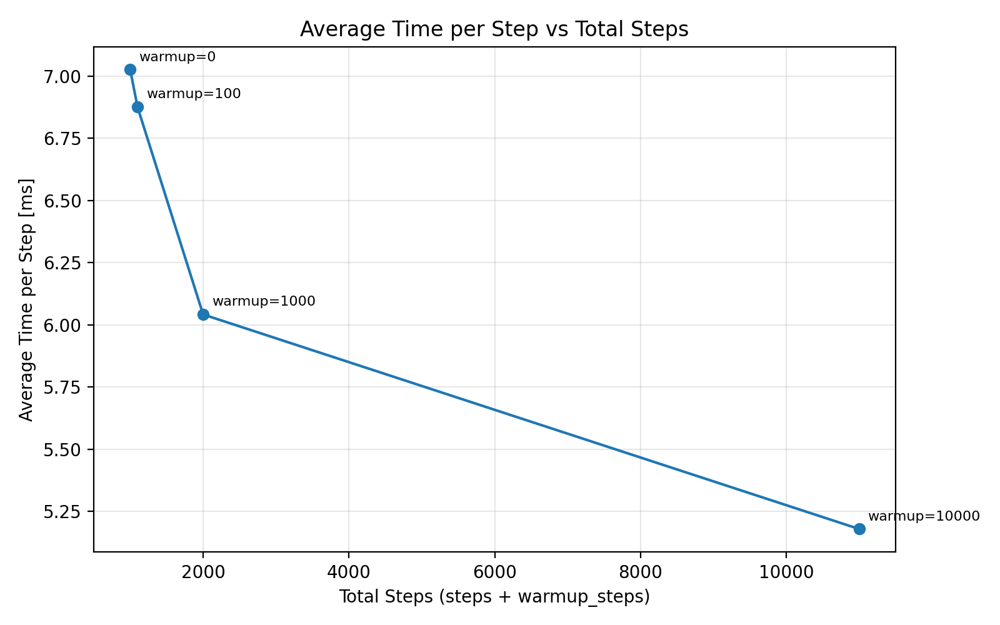 Average Time per Step vs Total Steps
warmup=0
7.00
warmup=100
6.75
6.50
6.25
warmup=1000
6.00
5.75
5.50
5.25
warmup=10000
Average Time per Step [ms]
2000 4000 6000 8000 10000
Total Steps (steps + warmup_steps)